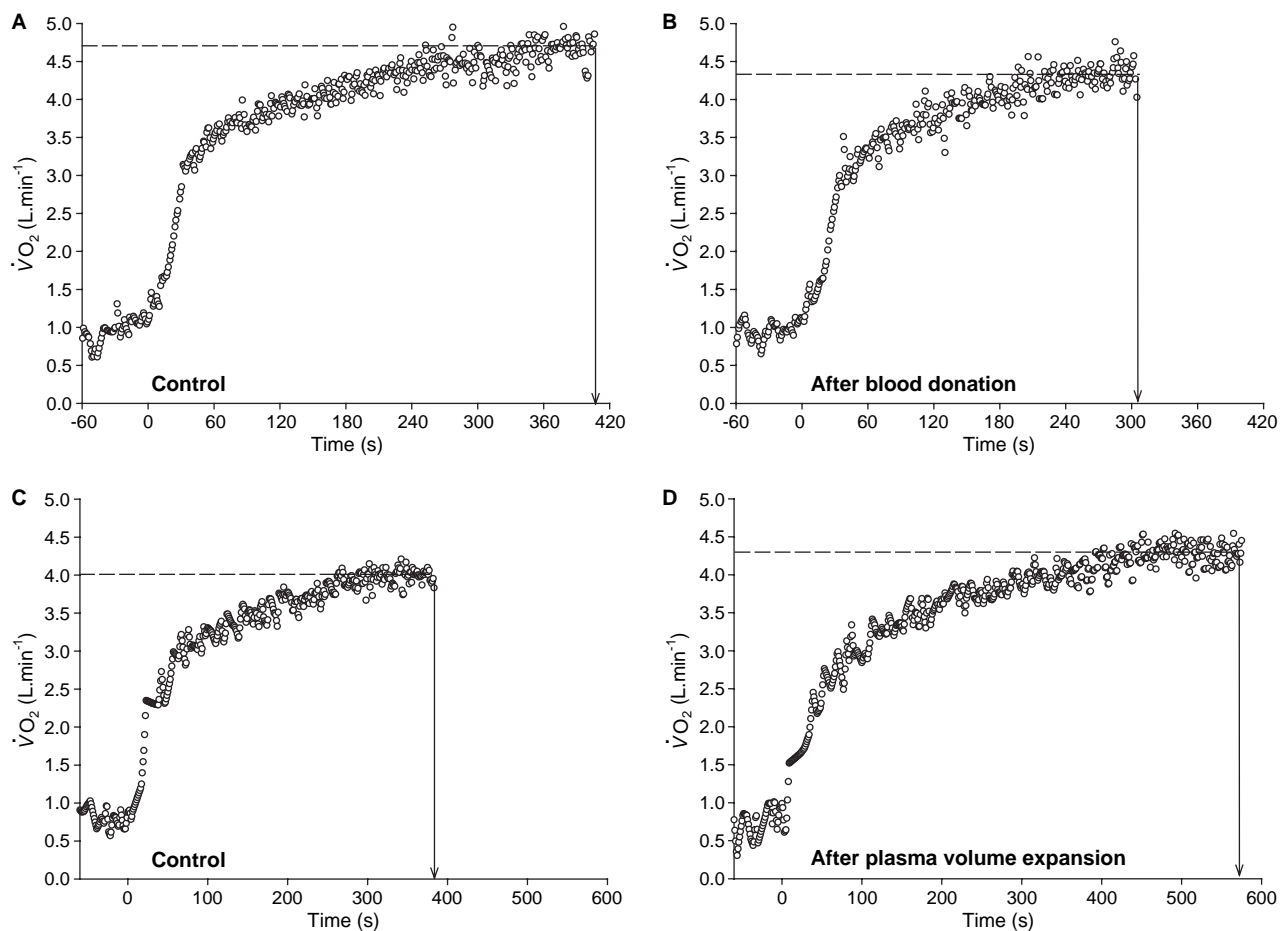 A
5.0
4.5
4.0
3.5
3.0
2.5
2.0
1.5
1.0
0.5
0.0
V̇O₂ (L.min⁻¹)
Control
-60 0 60 120 180 240 300 360 420
Time (s)
B
5.0
4.5
4.0
3.5
3.0
2.5
2.0
1.5
1.0
0.5
0.0
V̇O₂ (L.min⁻¹)
After blood donation
-60 0 60 120 180 240 300 360 420
Time (s)
C
5.0
4.5
4.0
3.5
3.0
2.5
2.0
1.5
1.0
0.5
0.0
V̇O₂ (L.min⁻¹)
Control
0 100 200 300 400 500 600
Time (s)
D
5.0
4.5
4.0
3.5
3.0
2.5
2.0
1.5
1.0
0.5
0.0
V̇O₂ (L.min⁻¹)
After plasma volume expansion
0 100 200 300 400 500 600
Time (s)